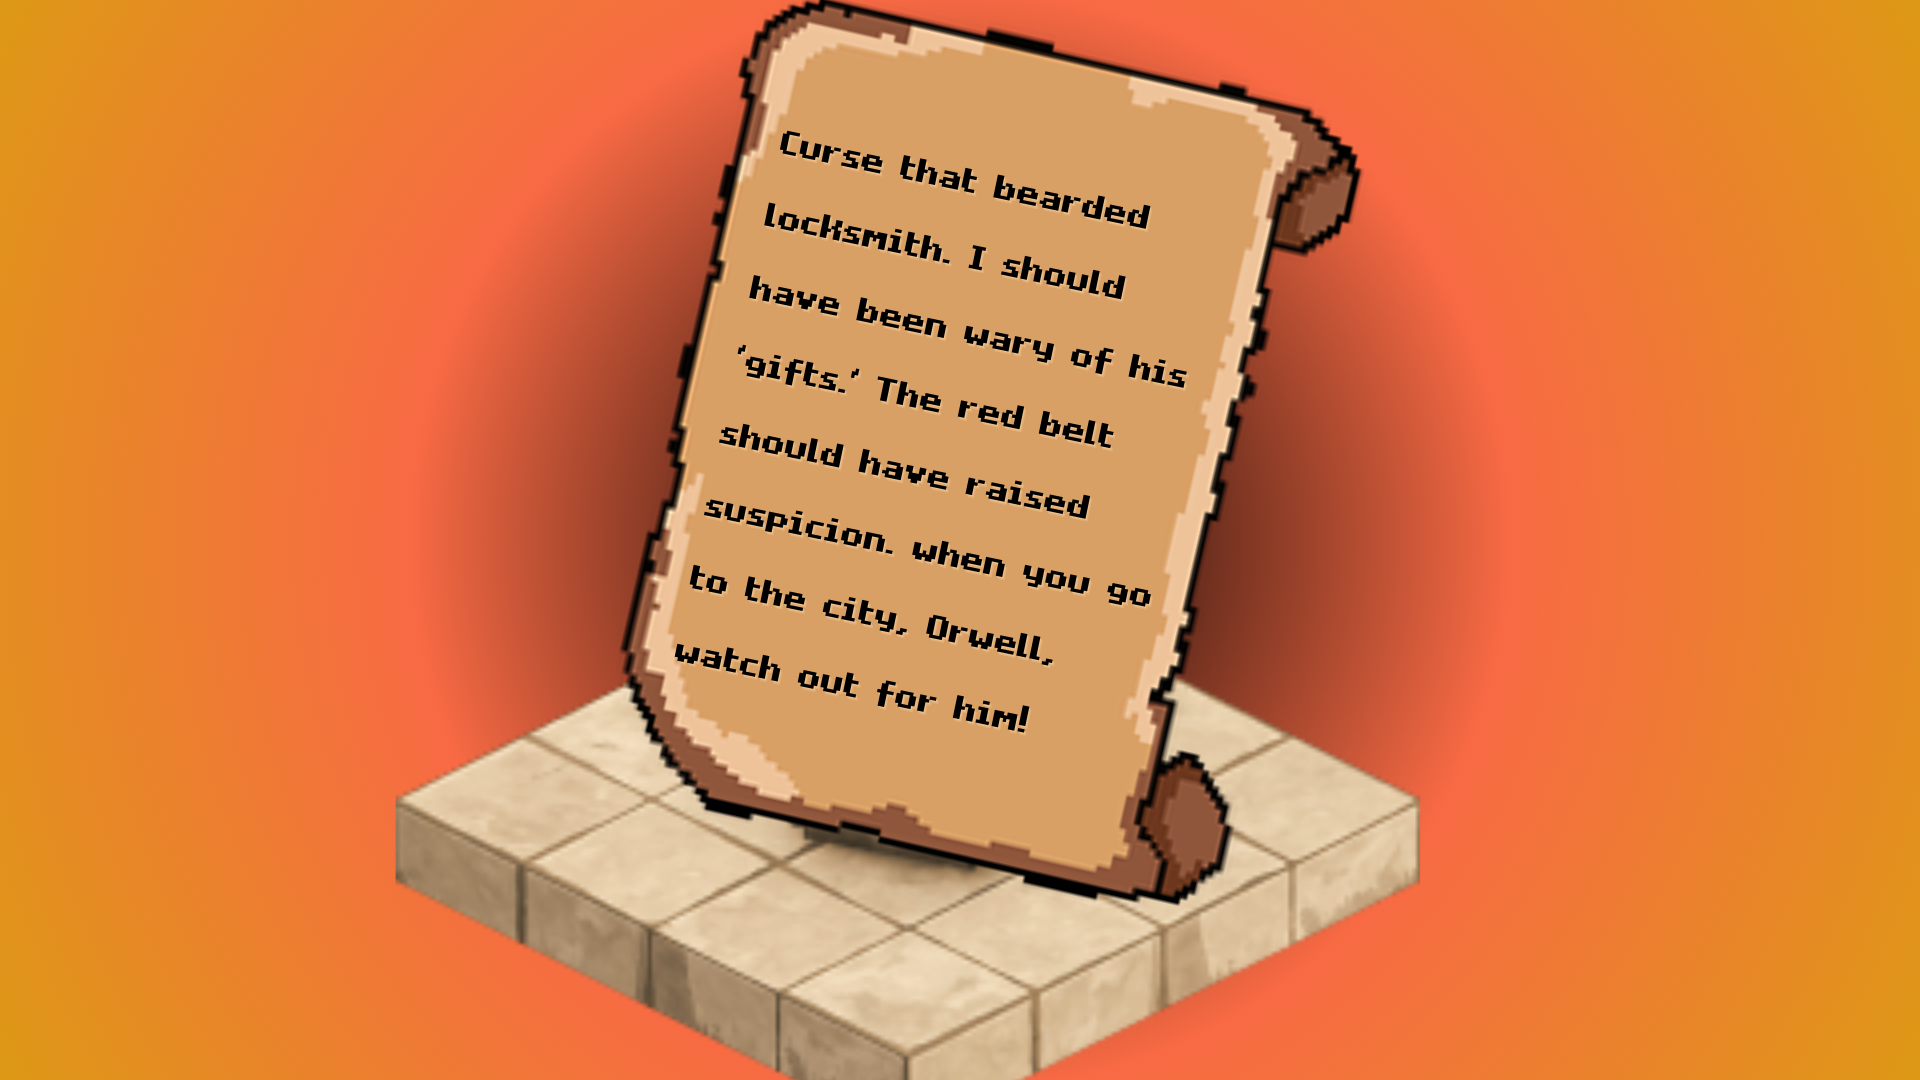 Curse that bearded
locksmith. I should
have been wary of his
'gifts.' The red belt
should have raised
suspicion. when you go
to the city, Orwell,
watch out for him!